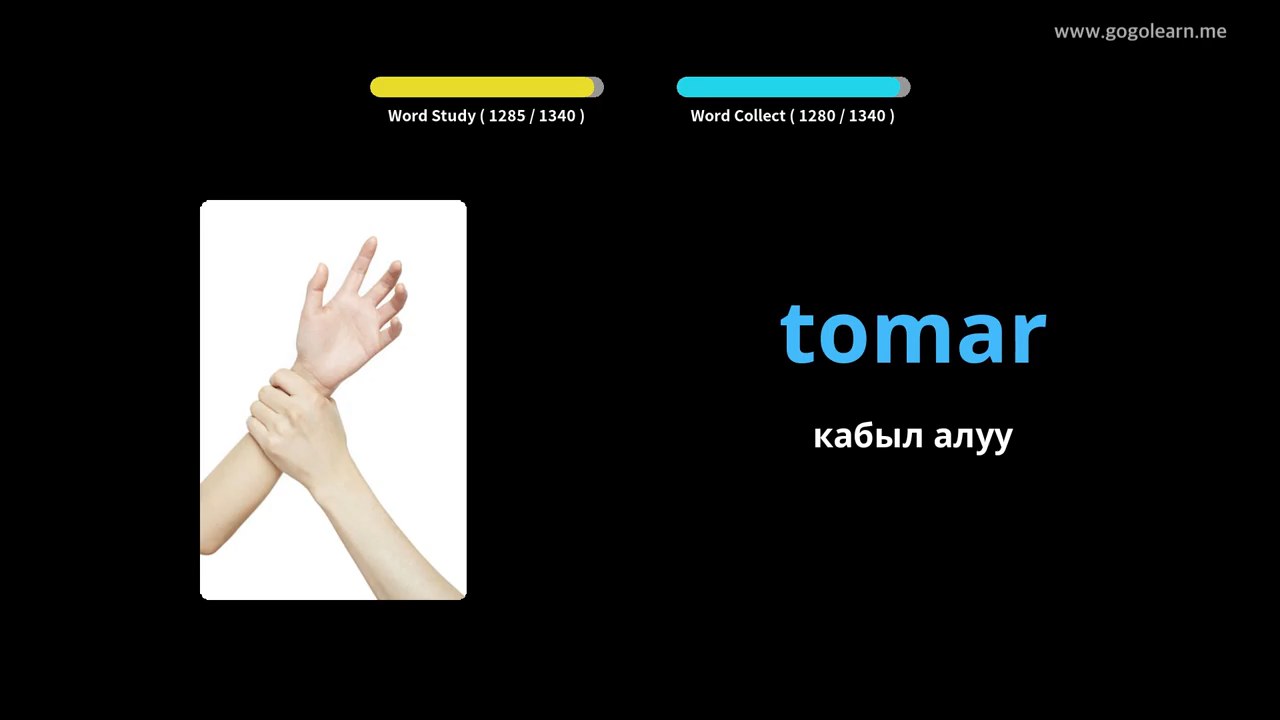 www.gogolearn.me
Word Study ( 1285 / 1340 )
Word Collect ( 1280 / 1340 )
tomar
кабыл алуу